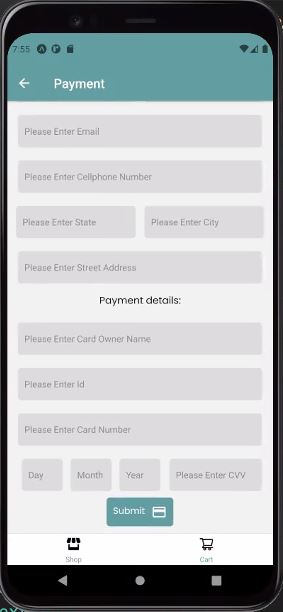 7:55
Payment
Please Enter Email
Please Enter Cellphone Number
Please Enter State Please Enter City
Please Enter Street Address
Payment details:
Please Enter Card Owner Name
Please Enter Id
Please Enter Card Number
Day Month Year Please Enter CVV
Submit
Shop Cart